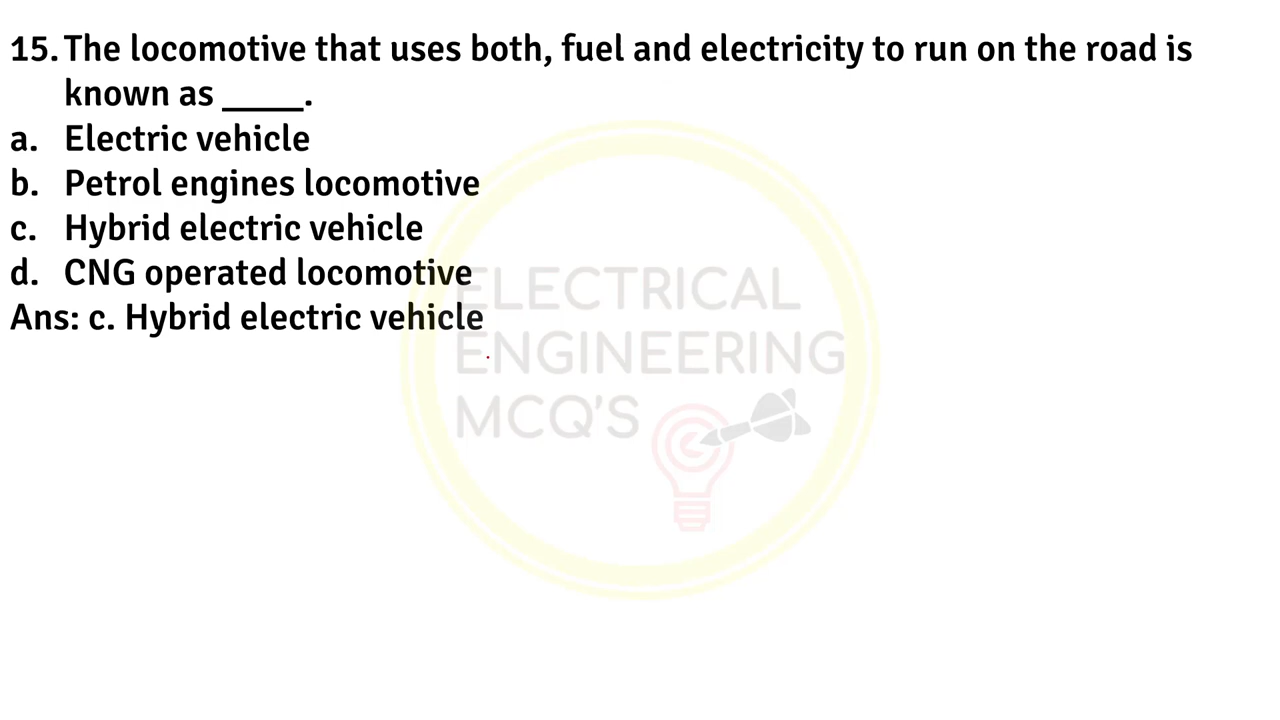 15. The locomotive that uses both, fuel and electricity to run on the road is
known as ____.
a. Electric vehicle
b. Petrol engines locomotive
c. Hybrid electric vehicle
d. CNG operated locomotive
Ans: c. Hybrid electric vehicle
ELECTRICAL
ENGINEERING
MCQ'S